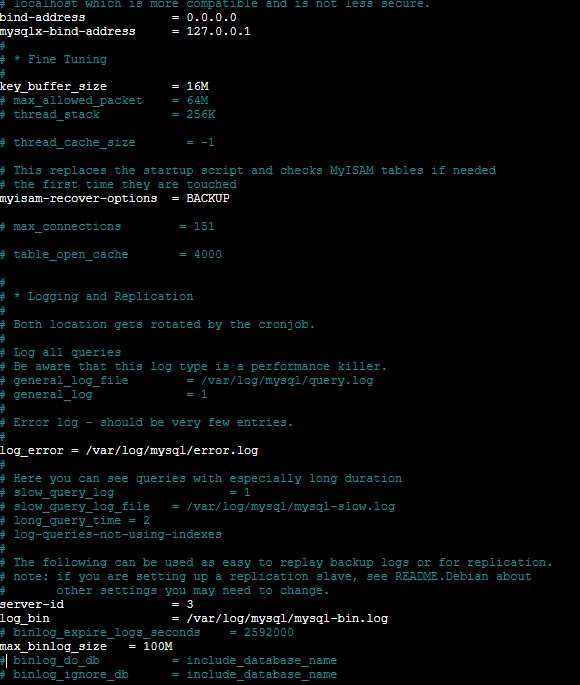 # localhost which is more compatible and is not less secure.
bind-address            = 0.0.0.0
mysqlx-bind-address     = 127.0.0.1
#
# * Fine Tuning
#
key_buffer_size         = 16M
# max_allowed_packet    = 64M
# thread_stack          = 256K

# thread_cache_size       = -1

# This replaces the startup script and checks MyISAM tables if needed
# the first time they are touched
myisam-recover-options  = BACKUP

# max_connections        = 151

# table_open_cache       = 4000

#
# * Logging and Replication
#
# Both location gets rotated by the cronjob.
#
# Log all queries
# Be aware that this log type is a performance killer.
# general_log_file        = /var/log/mysql/query.log
# general_log             = 1
#
# Error log - should be very few entries.
#
log_error = /var/log/mysql/error.log
#
# Here you can see queries with especially long duration
# slow_query_log                = 1
# slow_query_log_file   = /var/log/mysql/mysql-slow.log
# long_query_time = 2
# log-queries-not-using-indexes
#
# The following can be used as easy to replay backup logs or for replication.
# note: if you are setting up a replication slave, see README.Debian about
#       other settings you may need to change.
server-id               = 3
log_bin                 = /var/log/mysql/mysql-bin.log
# binlog_expire_logs_seconds    = 2592000
max_binlog_size   = 100M
# binlog_do_db          = include_database_name
# binlog_ignore_db      = include_database_name